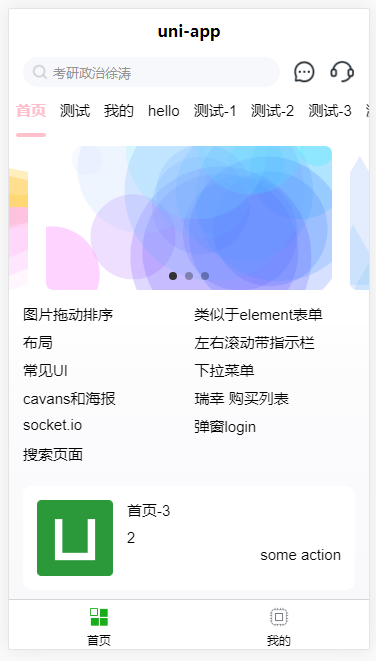 uni-app
考研政治徐涛
首页 测试 我的 hello 测试-1 测试-2 测试-3
图片拖动排序 类似于element表单
布局 左右滚动带指示栏
常见UI 下拉菜单
cavans和海报 瑞幸 购买列表
socket.io 弹窗login
搜索页面
首页-3
2
some action
首页 我的